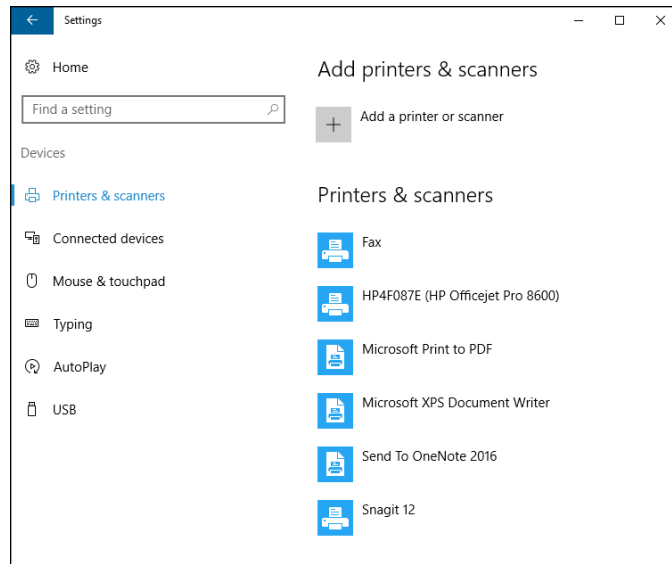 Settings
Home
Find a setting
Devices
Printers & scanners
Connected devices
Mouse & touchpad
Typing
AutoPlay
USB
Add printers & scanners
Add a printer or scanner
Printers & scanners
Fax
HP4F087E (HP Officejet Pro 8600)
Microsoft Print to PDF
Microsoft XPS Document Writer
Send To OneNote 2016
Snagit 12